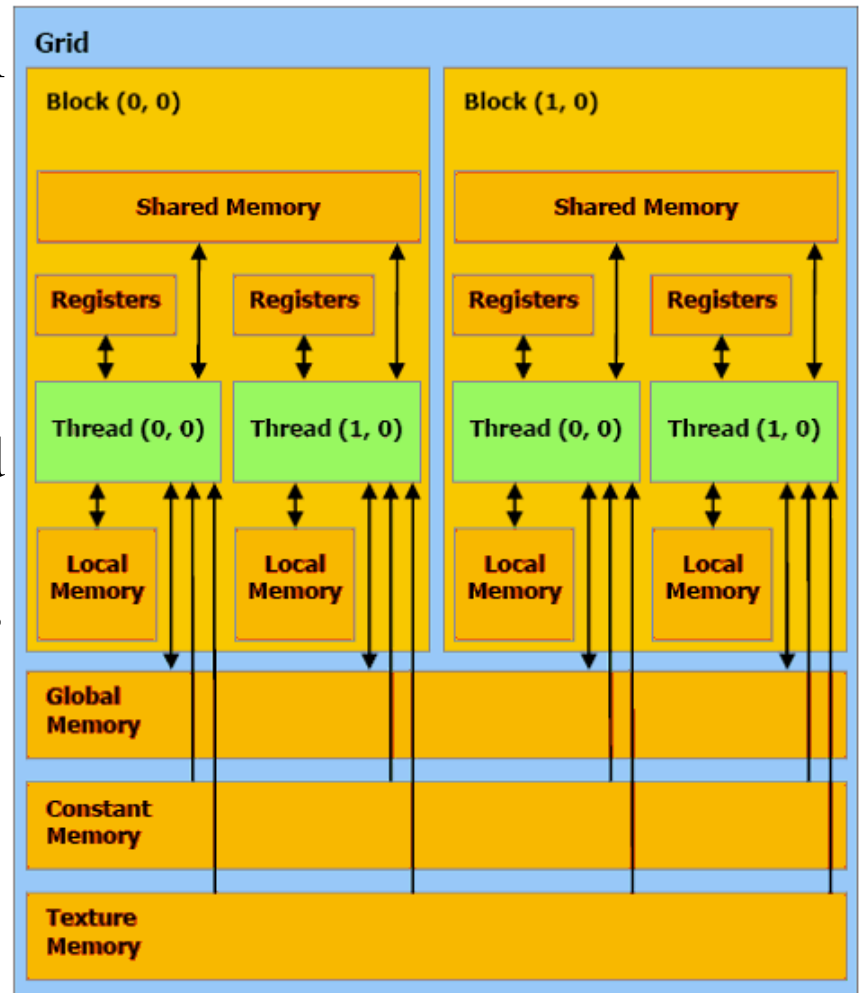 Grid
Block (0, 0)
Block (1, 0)
Shared Memory
Shared Memory
Registers
Registers
Registers
Registers
Thread (0, 0)
Thread (1, 0)
Thread (0, 0)
Thread (1, 0)
Local
Memory
Local
Memory
Local
Memory
Local
Memory
Global
Memory
Constant
Memory
Texture
Memory